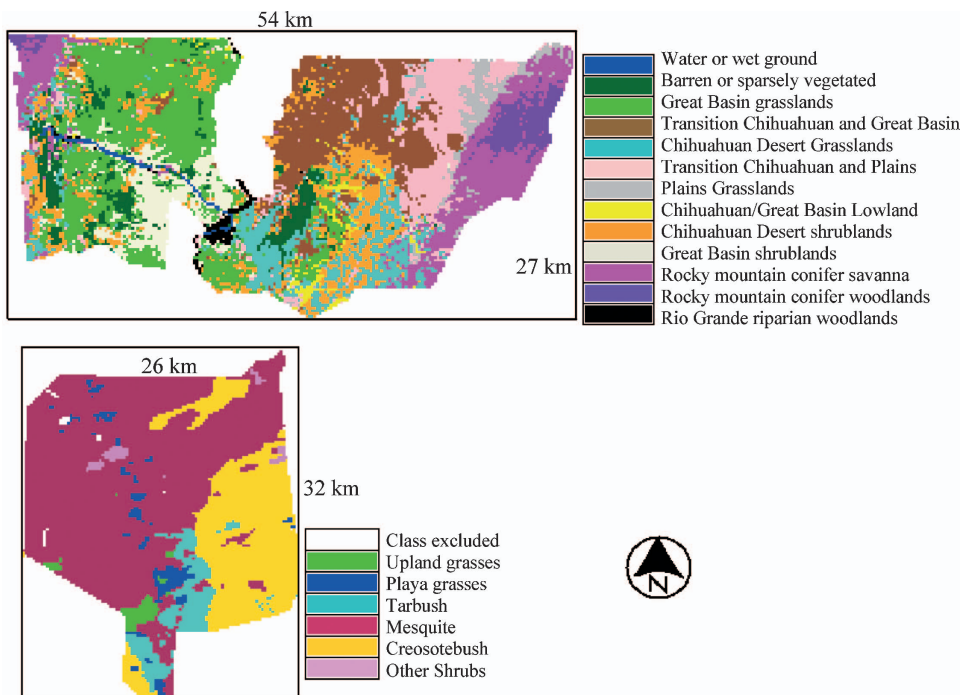 54 km
27 km
Water or wet ground
Barren or sparsely vegetated
Great Basin grasslands
Transition Chihuahuan and Great Basin
Chihuahuan Desert Grasslands
Transition Chihuahuan and Plains
Plains Grasslands
Chihuahuan/Great Basin Lowland
Chihuahuan Desert shrublands
Great Basin shrublands
Rocky mountain conifer savanna
Rocky mountain conifer woodlands
Rio Grande riparian woodlands
26 km
32 km
Class excluded
Upland grasses
Playa grasses
Tarbush
Mesquite
Creosotebush
Other Shrubs
N